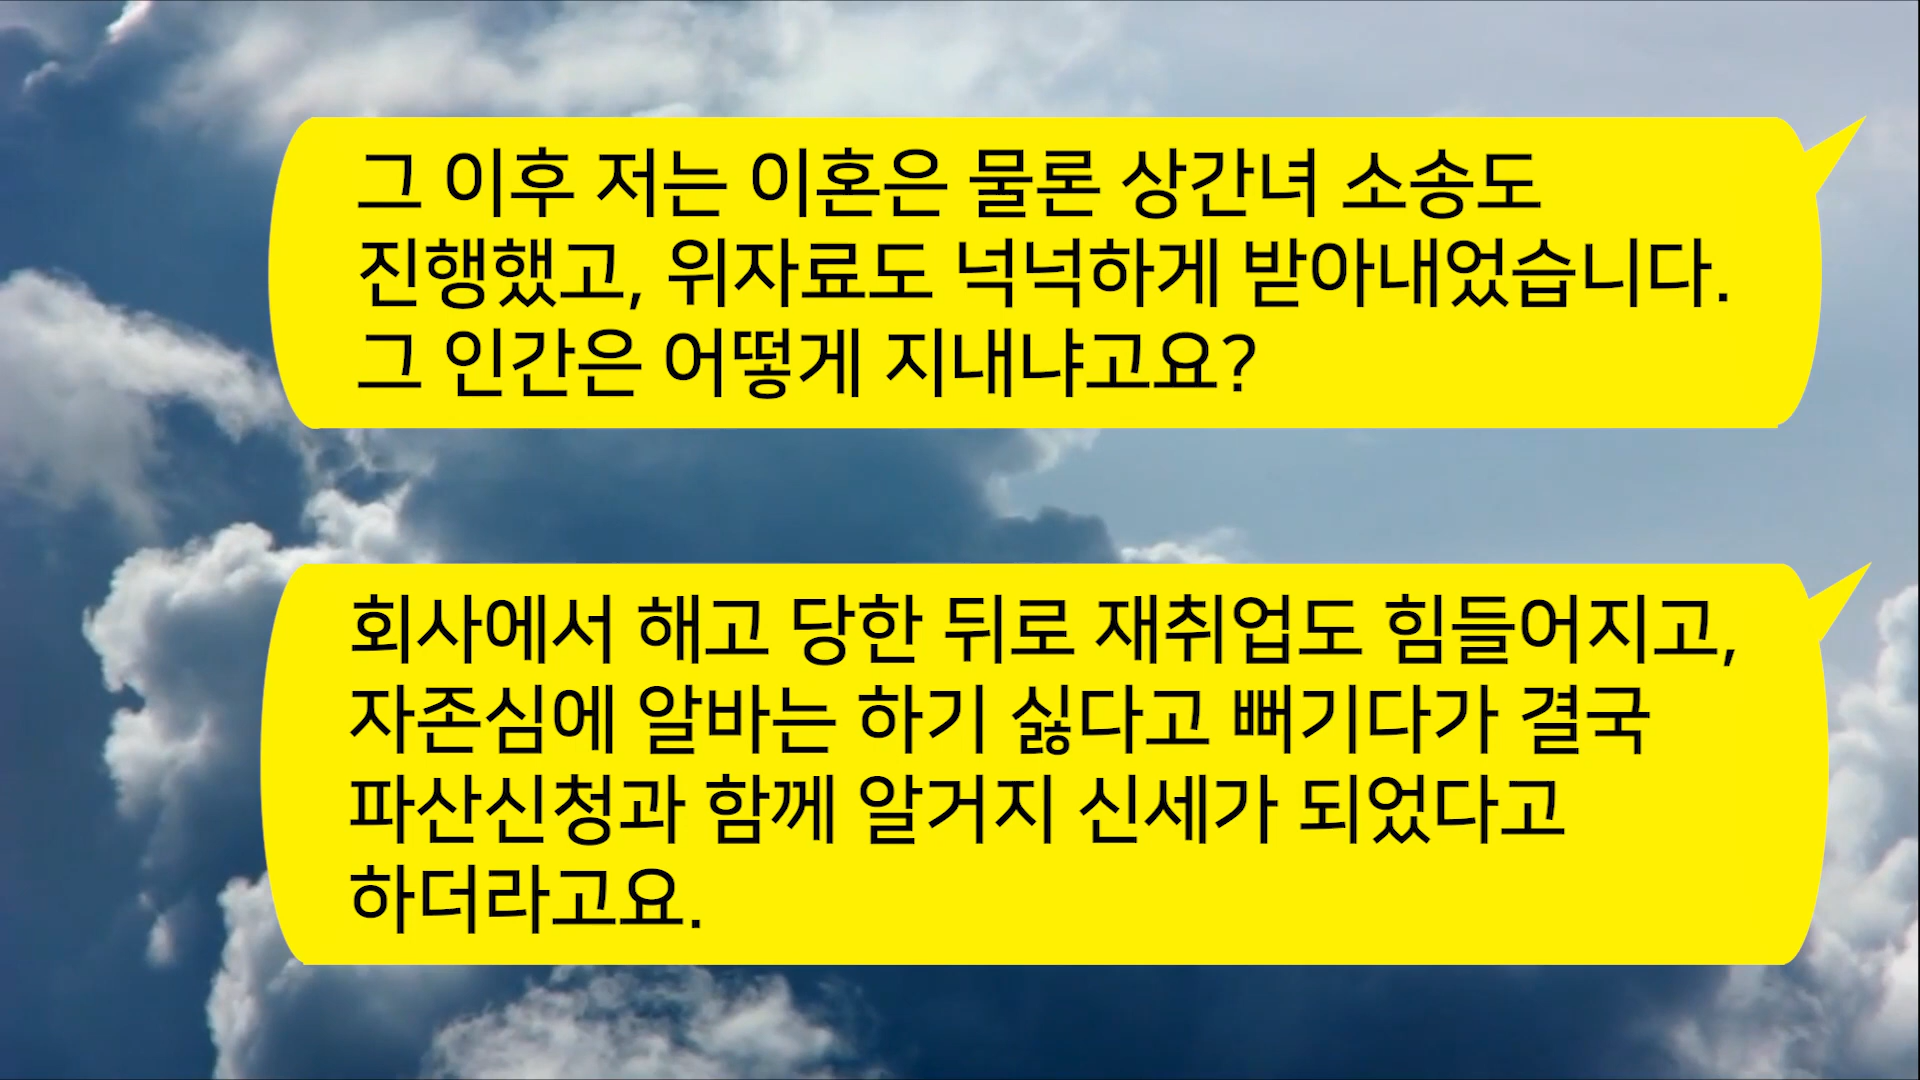 그 이후 저는 이혼은 물론 상간녀 소송도
진행했고, 위자료도 넉넉하게 받아내었습니다.
그 인간은 어떻게 지내냐고요?
회사에서 해고 당한 뒤로 재취업도 힘들어지고,
자존심에 알바는 하기 싫다고 뻐기다가 결국
파산신청과 함께 알거지 신세가 되었다고
하더라고요.